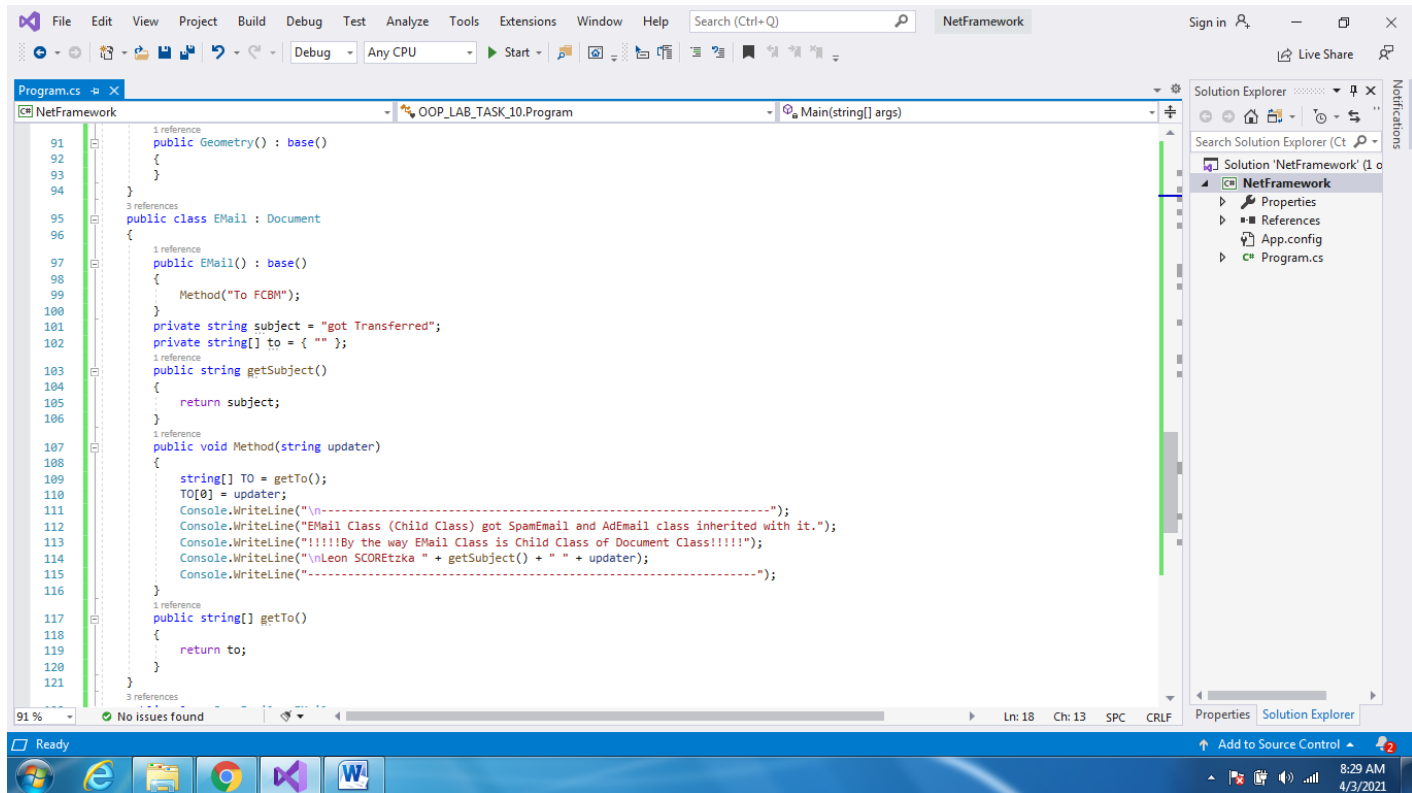 File Edit View Project Build Debug Test Analyze Tools Extensions Window Help Search (Ctrl+Q) NetFramework Sign in
Debug Any CPU Start Live Share
Program.cs
NetFramework OOP_LAB_TASK_10.Program Main(string[] args)
1 reference
91 public Geometry() : base()
92 {
93 }
94 }
3 references
95 public class EMail : Document
96 {
1 reference
97 public EMail() : base()
98 {
99 Method("To FCBM");
100 }
101 private string subject = "got Transferred";
102 private string[] to = { "" };
1 reference
103 public string getSubject()
104 {
105 return subject;
106 }
1 reference
107 public void Method(string updater)
108 {
109 string[] TO = getTo();
110 TO[0] = updater;
111 Console.WriteLine("\n-------------------------------------------------------------------");
112 Console.WriteLine("EMail Class (Child Class) got SpamEmail and AdEmail class inherited with it.");
113 Console.WriteLine("!!!!!By the way EMail Class is Child Class of Document Class!!!!!");
114 Console.WriteLine("\nLeon SCOREtzka " + getSubject() + " " + updater);
115 Console.WriteLine("-------------------------------------------------------------------");
116 }
1 reference
117 public string[] getTo()
118 {
119 return to;
120 }
121 }
3 references
91 % No issues found Ln: 18 Ch: 13 SPC CRLF
Solution Explorer
Search Solution Explorer (Ct
Solution 'NetFramework' (1 o
NetFramework
Properties
References
App.config
C# Program.cs
Properties Solution Explorer
Notifications
Ready Add to Source Control 2
8:29 AM
4/3/2021